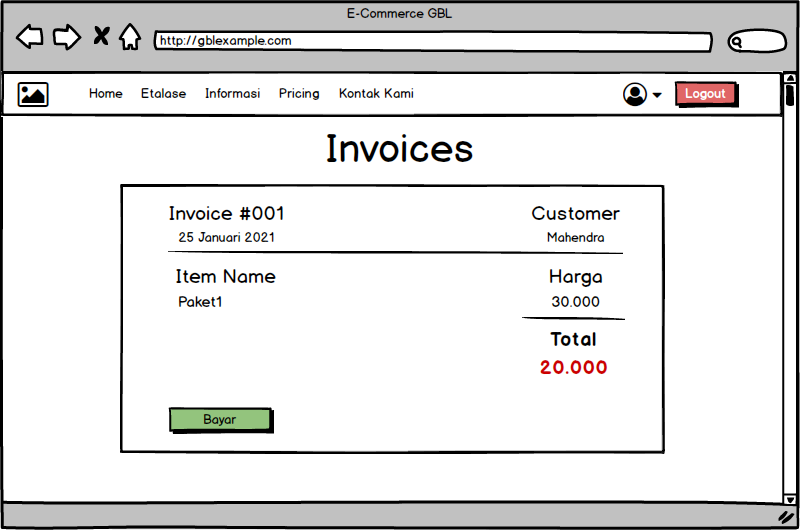 E-Commerce GBL
http://gblexample.com
Home Etalase Informasi Pricing Kontak Kami Logout
Invoices
Invoice #001 Customer
25 Januari 2021 Mahendra
Item Name Harga
Paket1 30.000
Total
20.000
Bayar